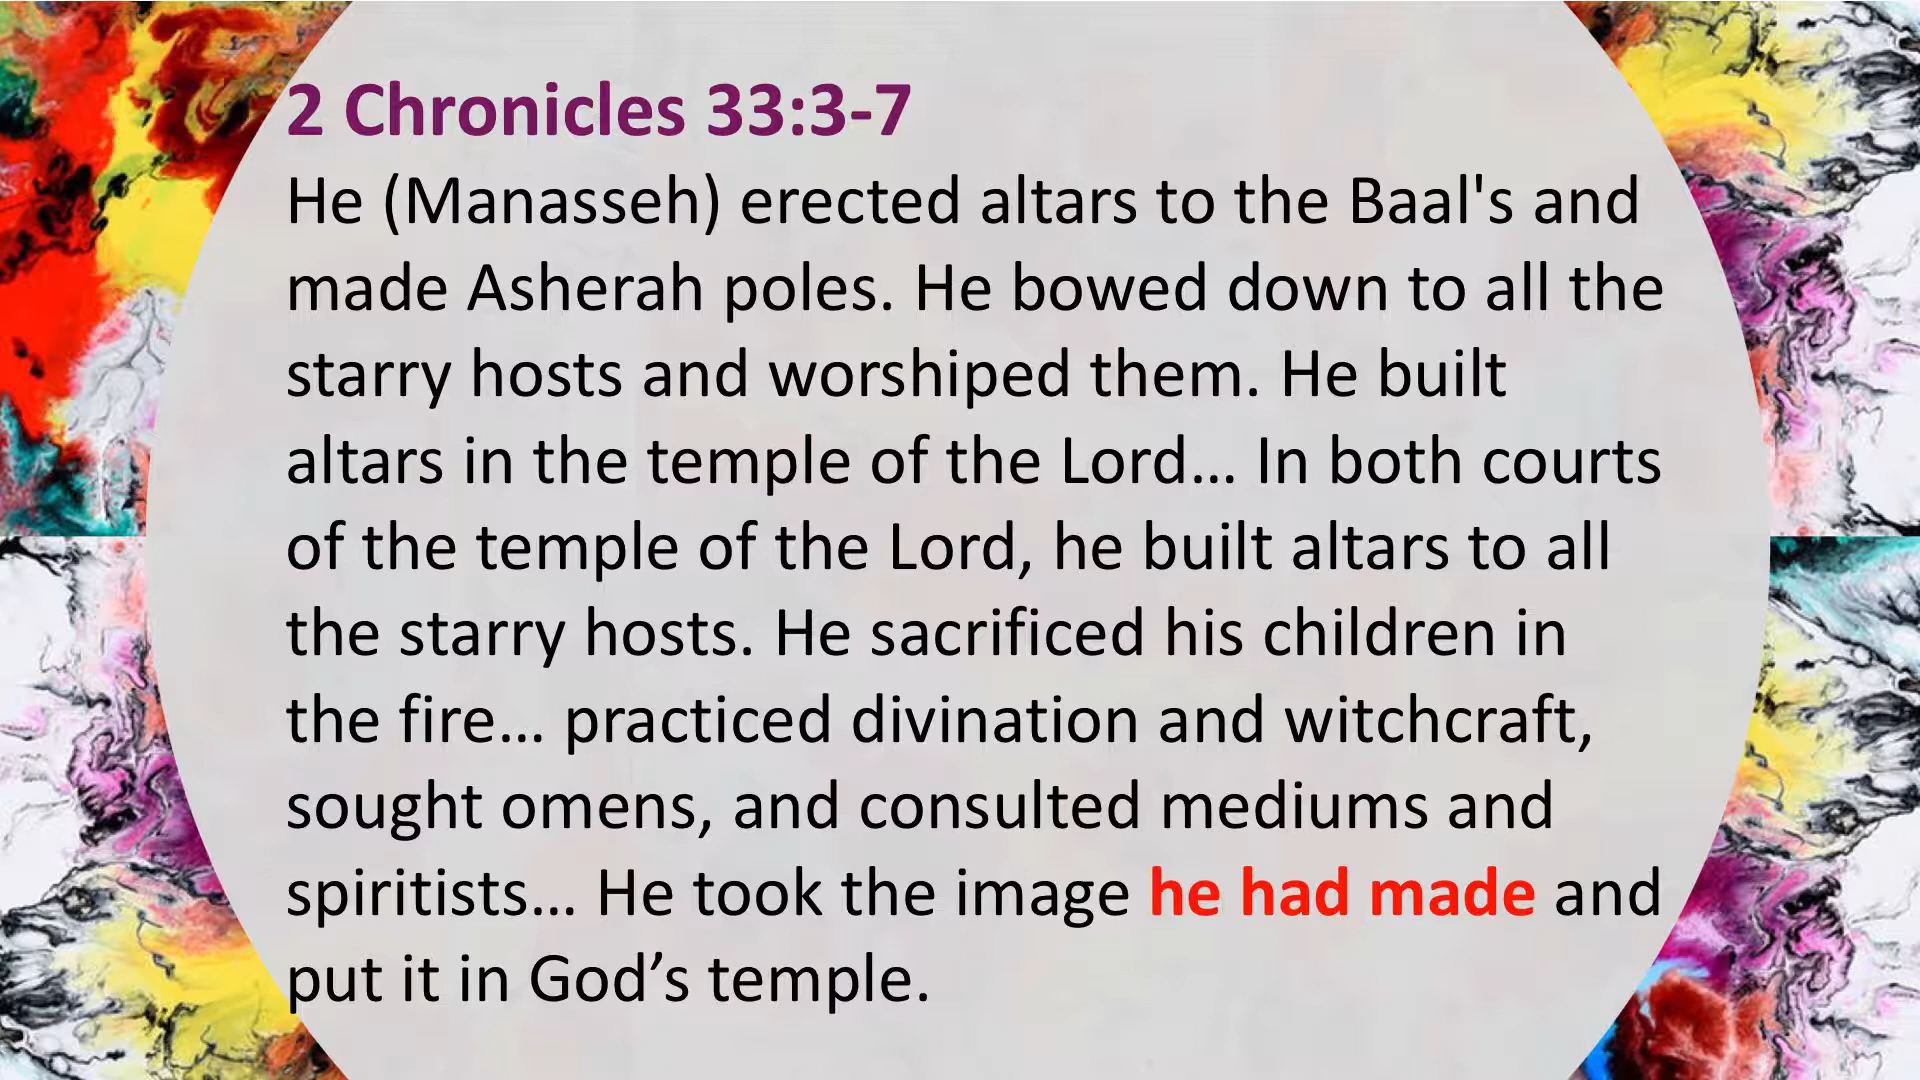 2 Chronicles 33:3-7
He (Manasseh) erected altars to the Baal's and
made Asherah poles. He bowed down to all the
starry hosts and worshiped them. He built
altars in the temple of the Lord… In both courts
of the temple of the Lord, he built altars to all
the starry hosts. He sacrificed his children in
the fire… practiced divination and witchcraft,
sought omens, and consulted mediums and
spiritists… He took the image he had made and
put it in God’s temple.